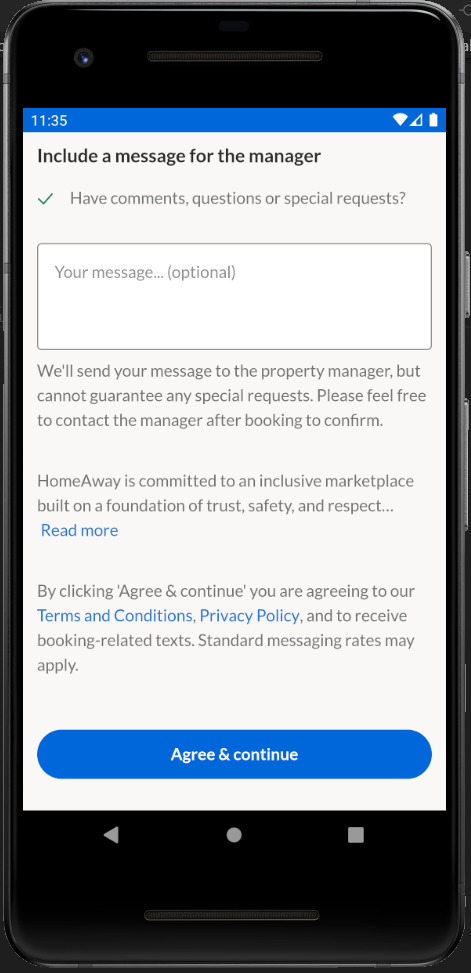 11:35
Include a message for the manager
Have comments, questions or special requests?
Your message... (optional)
We'll send your message to the property manager, but
cannot guarantee any special requests. Please feel free
to contact the manager after booking to confirm.
HomeAway is committed to an inclusive marketplace
built on a foundation of trust, safety, and respect...
Read more
By clicking 'Agree & continue' you are agreeing to our
Terms and Conditions, Privacy Policy, and to receive
booking-related texts. Standard messaging rates may
apply.
Agree & continue